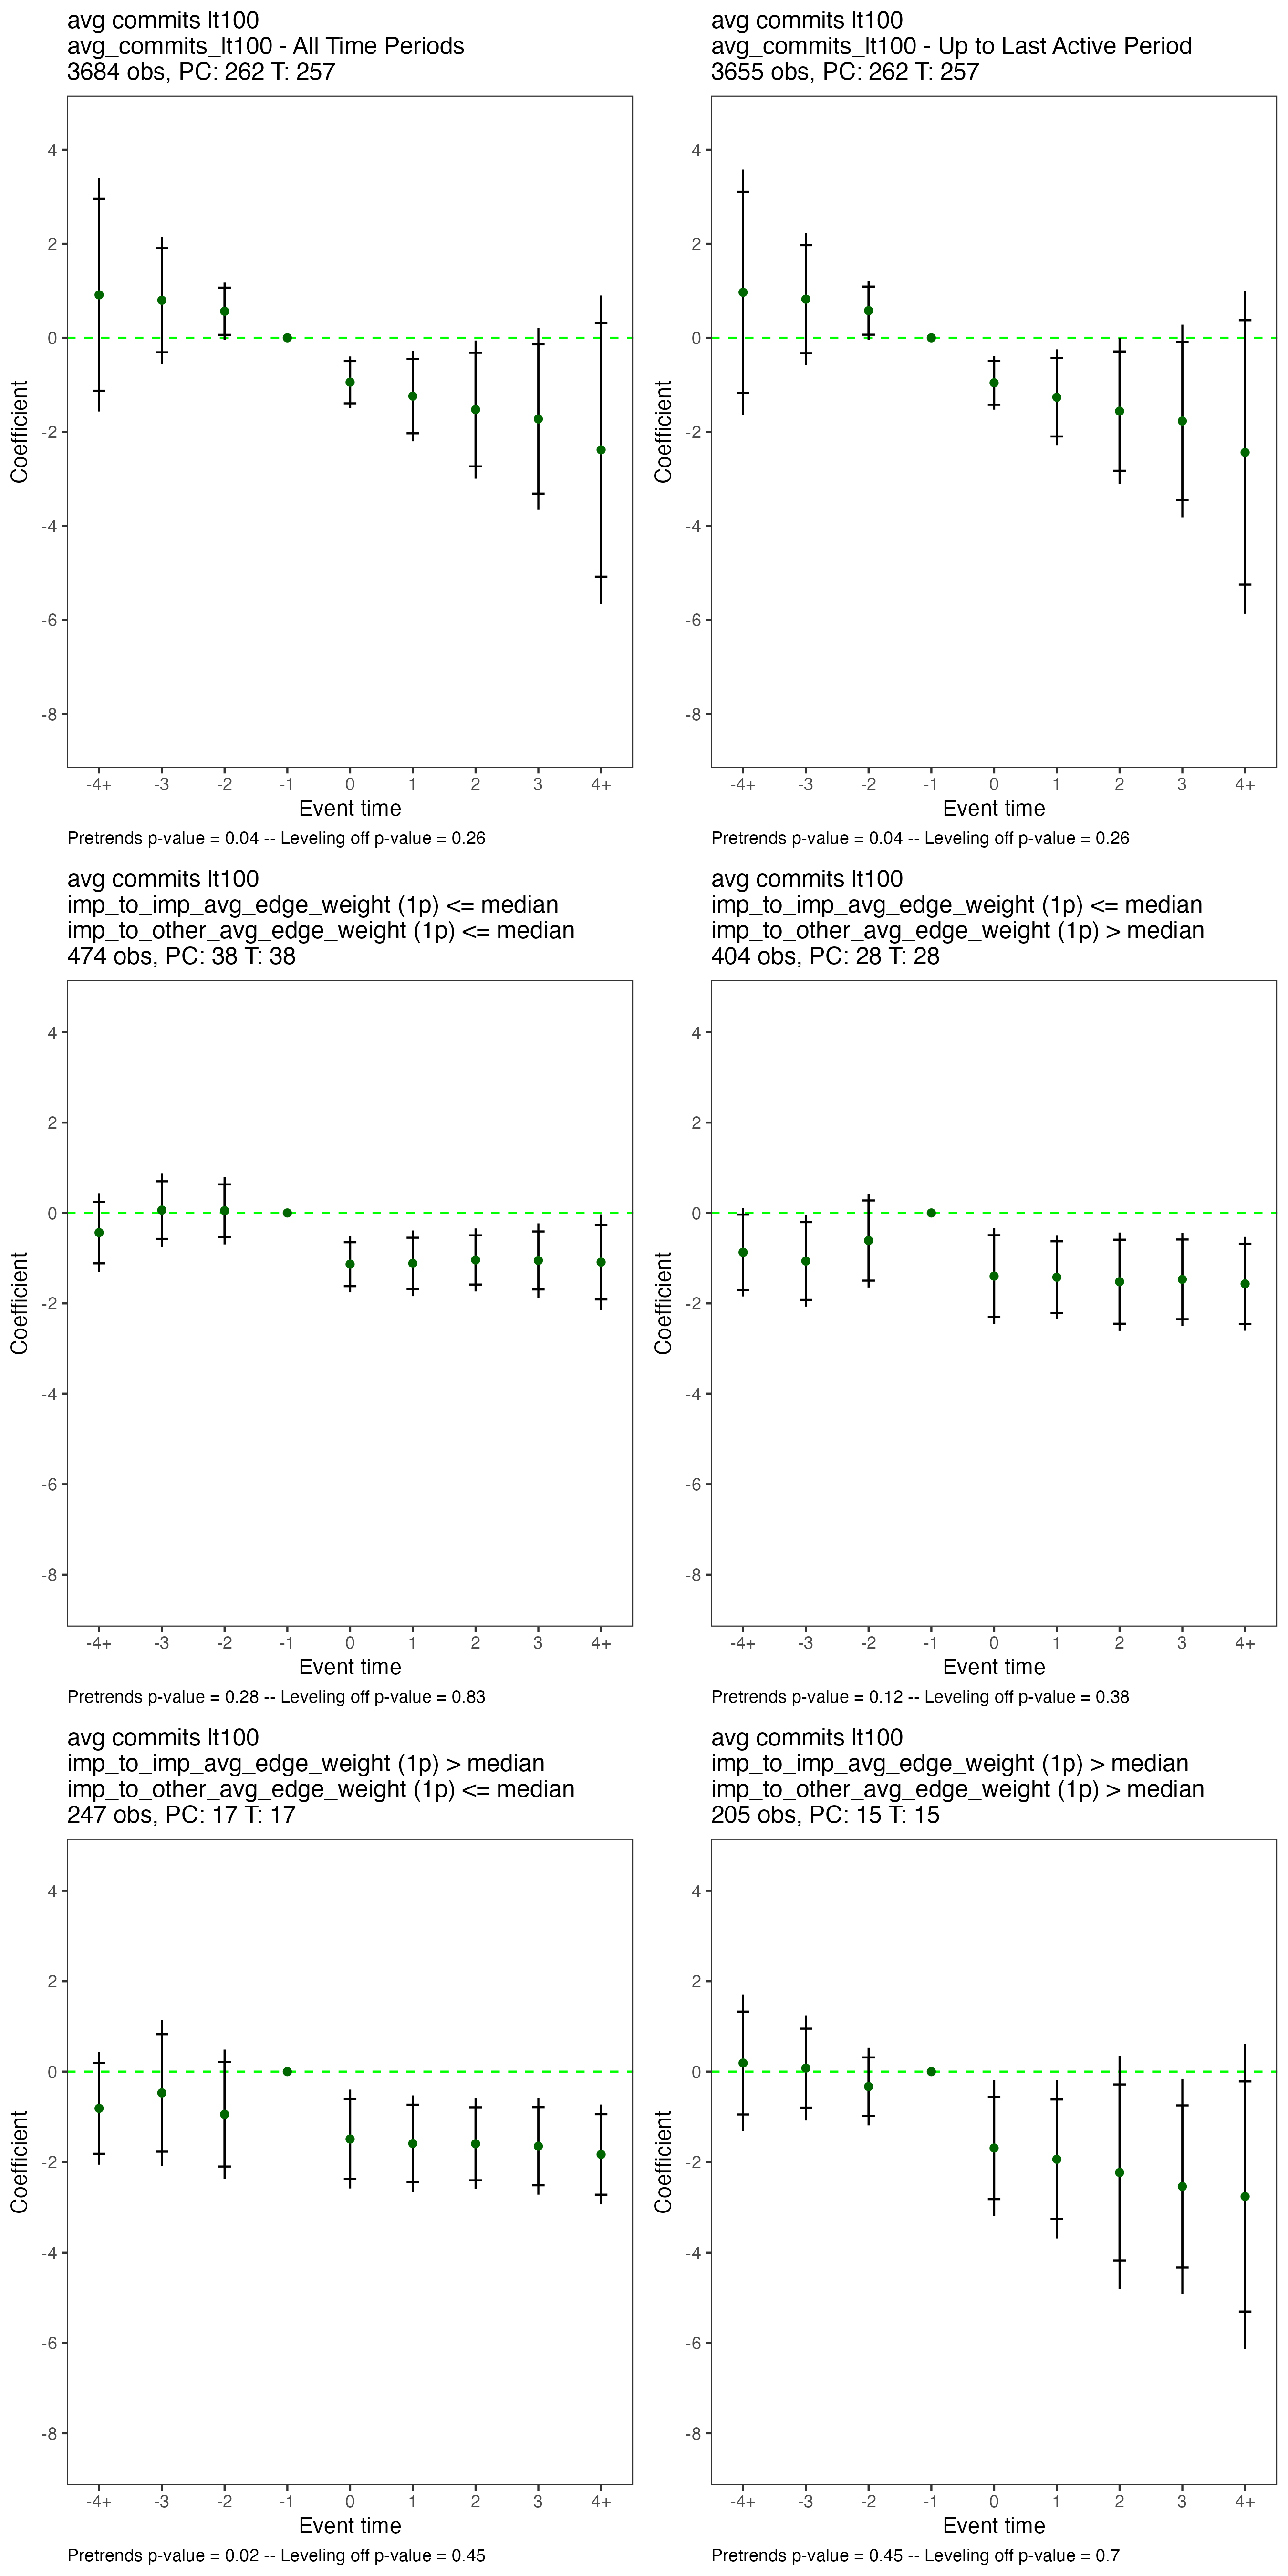 avg commits lt100
avg_commits_lt100 - All Time Periods
3684 obs, PC: 262 T: 257
4
2
0
-2
-4
-6
-8
Coefficient
-4+ -3 -2 -1 0 1 2 3 4+
Event time
Pretrends p-value = 0.04 -- Leveling off p-value = 0.26
avg commits lt100
avg_commits_lt100 - Up to Last Active Period
3655 obs, PC: 262 T: 257
4
2
0
-2
-4
-6
-8
Coefficient
-4+ -3 -2 -1 0 1 2 3 4+
Event time
Pretrends p-value = 0.04 -- Leveling off p-value = 0.26
avg commits lt100
imp_to_imp_avg_edge_weight (1p) <= median
imp_to_other_avg_edge_weight (1p) <= median
474 obs, PC: 38 T: 38
4
2
0
-2
-4
-6
-8
Coefficient
-4+ -3 -2 -1 0 1 2 3 4+
Event time
Pretrends p-value = 0.28 -- Leveling off p-value = 0.83
avg commits lt100
imp_to_imp_avg_edge_weight (1p) <= median
imp_to_other_avg_edge_weight (1p) > median
404 obs, PC: 28 T: 28
4
2
0
-2
-4
-6
-8
Coefficient
-4+ -3 -2 -1 0 1 2 3 4+
Event time
Pretrends p-value = 0.12 -- Leveling off p-value = 0.38
avg commits lt100
imp_to_imp_avg_edge_weight (1p) > median
imp_to_other_avg_edge_weight (1p) <= median
247 obs, PC: 17 T: 17
4
2
0
-2
-4
-6
-8
Coefficient
-4+ -3 -2 -1 0 1 2 3 4+
Event time
Pretrends p-value = 0.02 -- Leveling off p-value = 0.45
avg commits lt100
imp_to_imp_avg_edge_weight (1p) > median
imp_to_other_avg_edge_weight (1p) > median
205 obs, PC: 15 T: 15
4
2
0
-2
-4
-6
-8
Coefficient
-4+ -3 -2 -1 0 1 2 3 4+
Event time
Pretrends p-value = 0.45 -- Leveling off p-value = 0.7